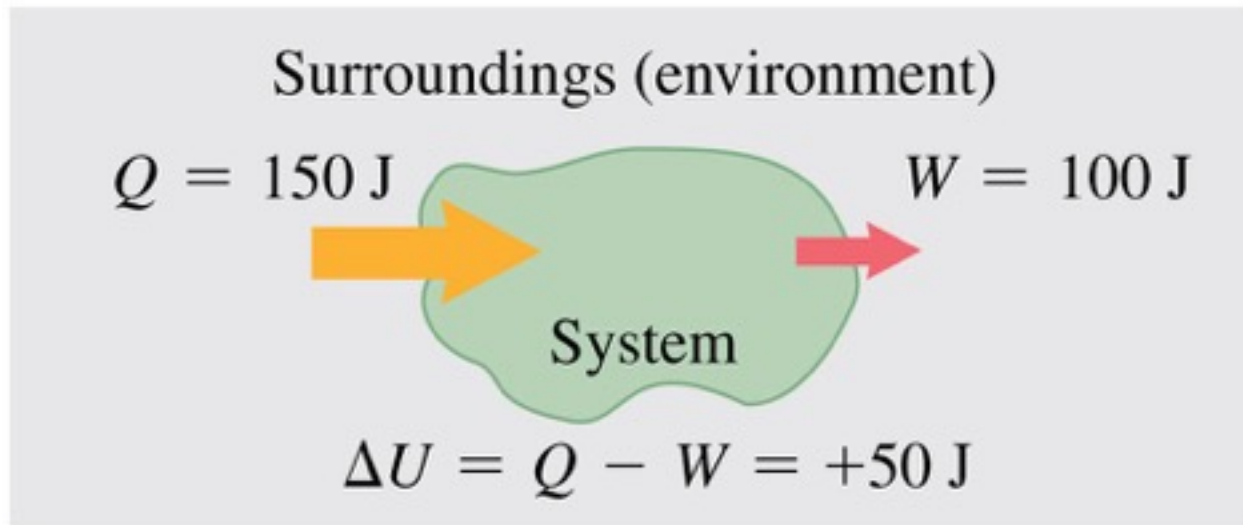 Surroundings (environment)
Q = 150 J
W = 100 J
System
ΔU = Q − W = +50 J